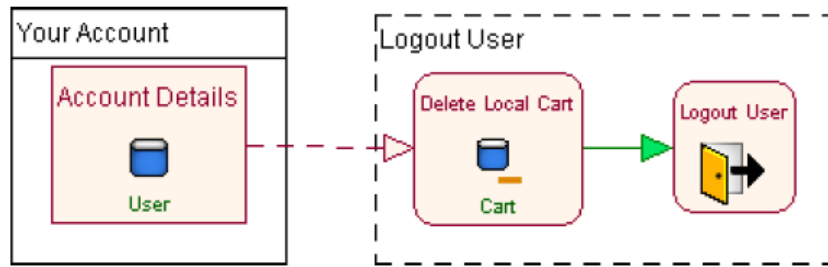 Your Account
Account Details
User
Logout User
Delete Local Cart
Cart
Logout User